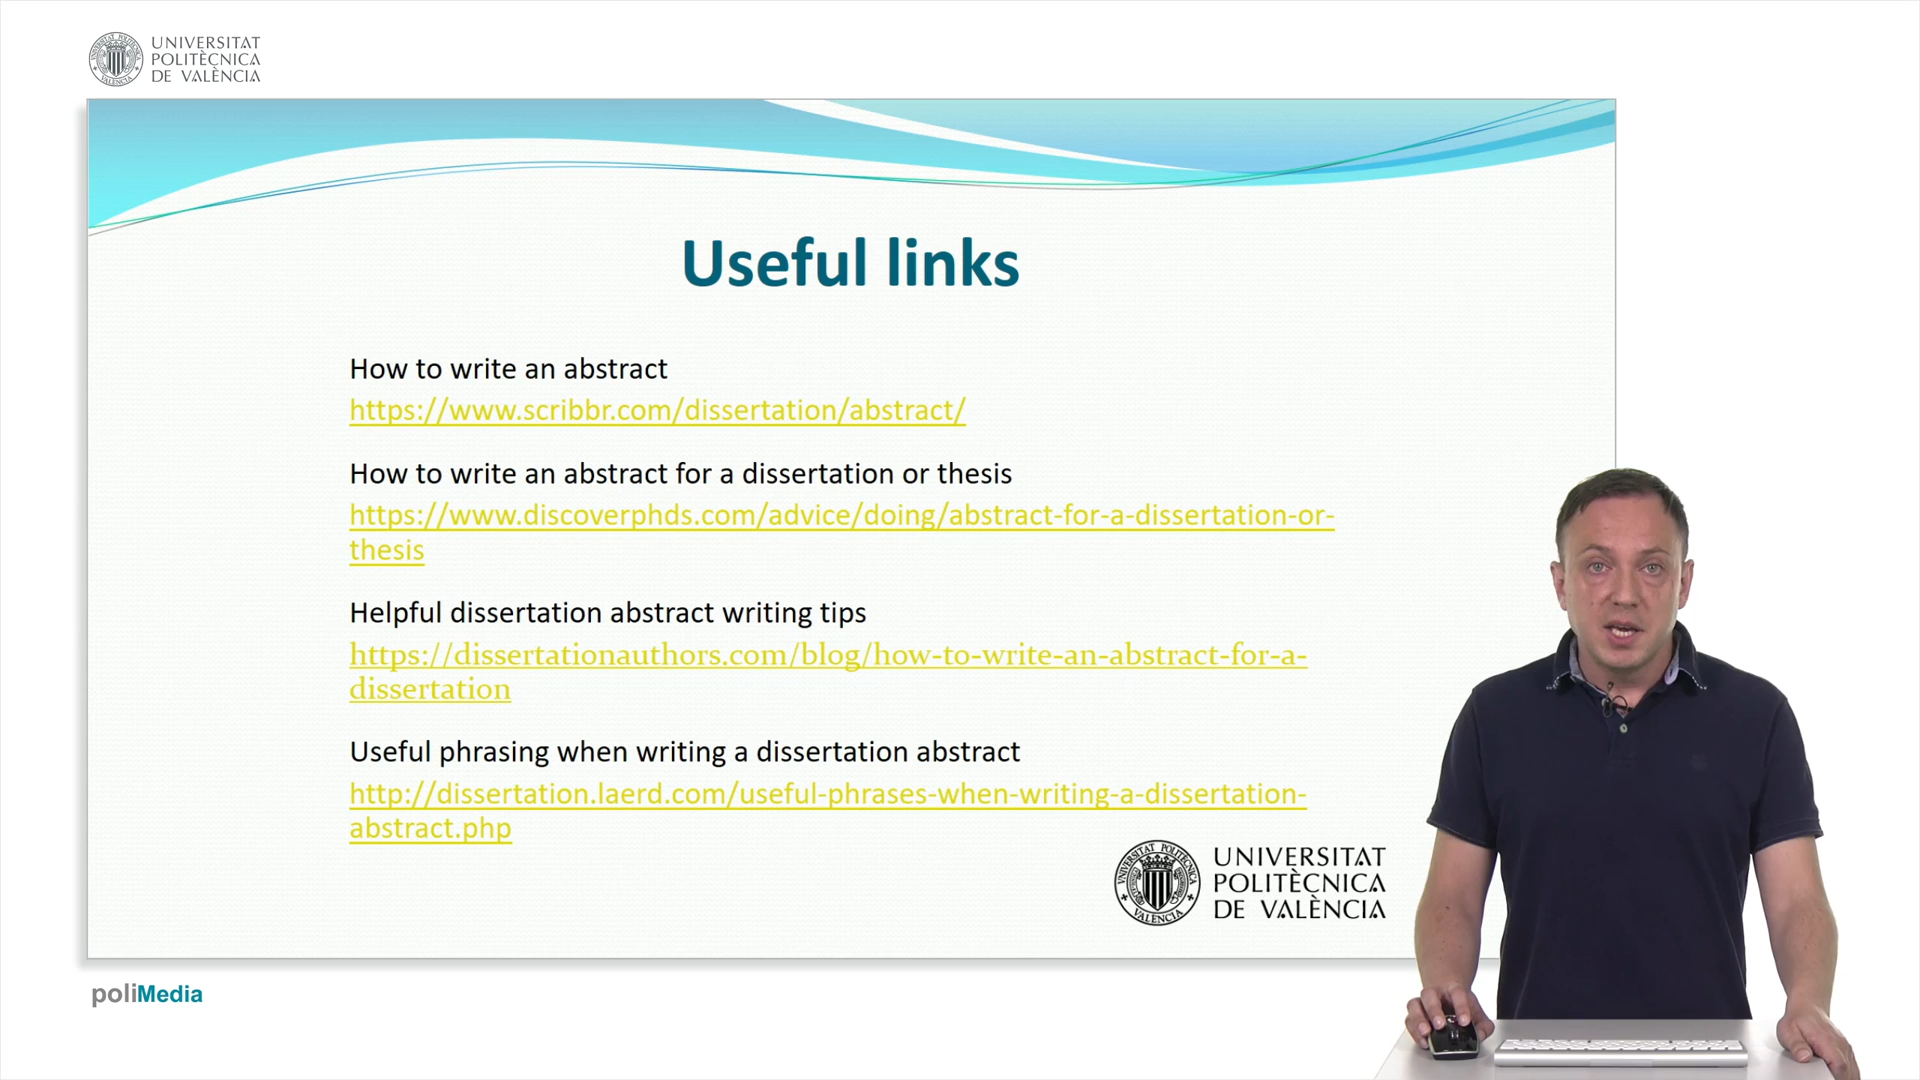 UNIVERSITAT
POLITÈCNICA
DE VALÈNCIA
Useful links
How to write an abstract
https://www.scribbr.com/dissertation/abstract/
How to write an abstract for a dissertation or thesis
https://www.discoverphds.com/advice/doing/abstract-for-a-dissertation-or-
thesis
Helpful dissertation abstract writing tips
https://dissertationauthors.com/blog/how-to-write-an-abstract-for-a-
dissertation
Useful phrasing when writing a dissertation abstract
http://dissertation.laerd.com/useful-phrases-when-writing-a-dissertation-
abstract.php
UNIVERSITAT POLITECNICA
VALENCIA
UNIVERSITAT
POLITÈCNICA
DE VALÈNCIA
poliMedia